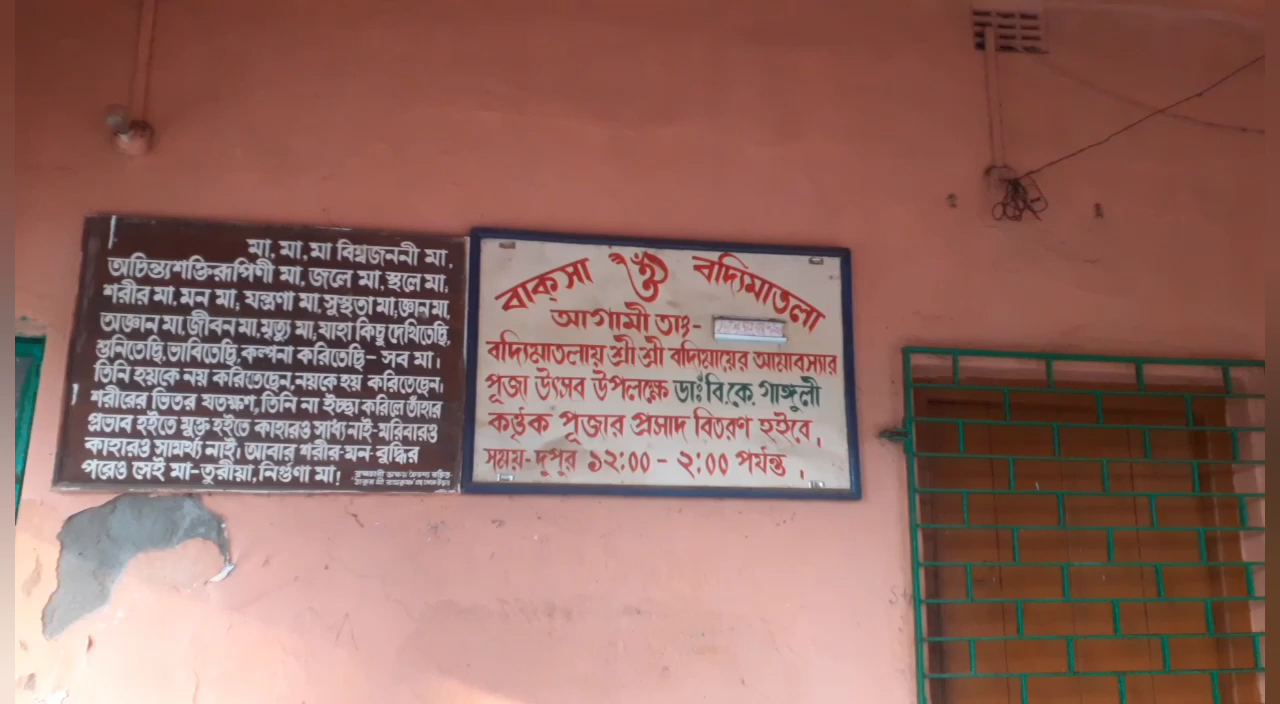 মা, মা, মা বিশ্বজননী মা,
অচিন্ত্যশক্তিরূপিণী মা, জলে মা, স্থলে মা,
শরীর মা, মন মা, যন্ত্রণা মা, সুস্থতা মা, জ্ঞান মা,
অজ্ঞান মা, জীবন মা, মৃত্যু মা, যাহা কিছু দেখিতেছি,
শুনিতেছি, ভাবিতেছি, কল্পনা করিতেছি - সব মা।
তিনি হয়কে নয় করিতেছেন, নয়কে হয় করিতেছেন।
শরীরের ভিতর যতক্ষণ, তিনি না ইচ্ছা করিলে তাঁহার
প্রভাব হইতে মুক্ত হইতে কাহারও সাধ্য নাই-মরিবারও
কাহারও সামর্থ্য নাই। আবার শরীর-মন-বুদ্ধির
পরেও সেই মা - তুরীয়া, নির্গুণা মা।
বাক্‌সা ওঁ বদ্যিমাতলা
আগামী তাং-
বদ্যিমাতলায় শ্রী শ্রী বদ্যিমায়ের আমাবস্যার
পূজা উৎসব উপলক্ষে ডাঃ বি.কে. গাঙ্গুলী
কর্ত্তৃক পূজার প্রসাদ বিতরণ হইবে,
সময়-দুপুর ১২:০০ - ২:০০ পর্যন্ত,